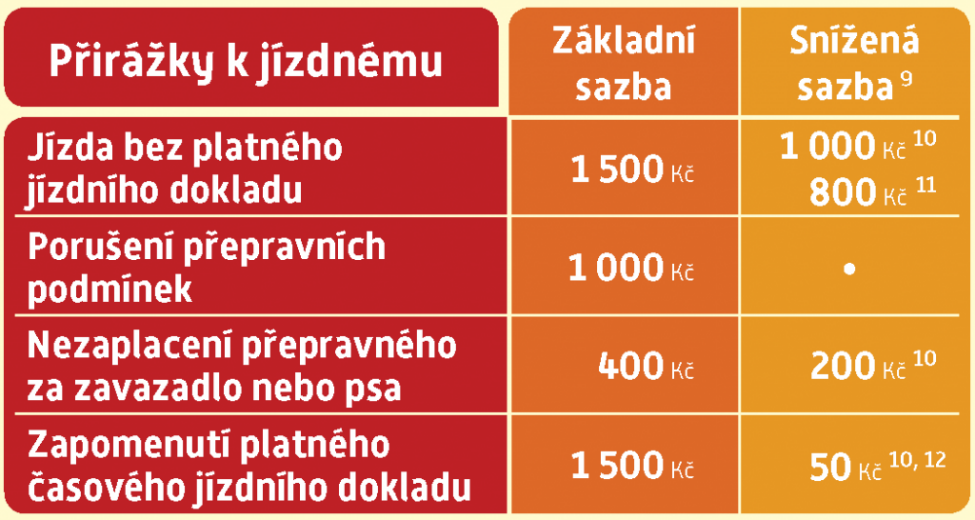 Přirážky k jízdnému
Základní
sazba
Snížená
sazba 9
Jízda bez platného
jízdního dokladu
1 500 Kč
1 000 Kč 10
800 Kč 11
Porušení přepravních
podmínek
1 000 Kč
•
Nezaplacení přepravného
za zavazadlo nebo psa
400 Kč
200 Kč 10
Zapomenutí platného
časového jízdního dokladu
1 500 Kč
50 Kč 10, 12